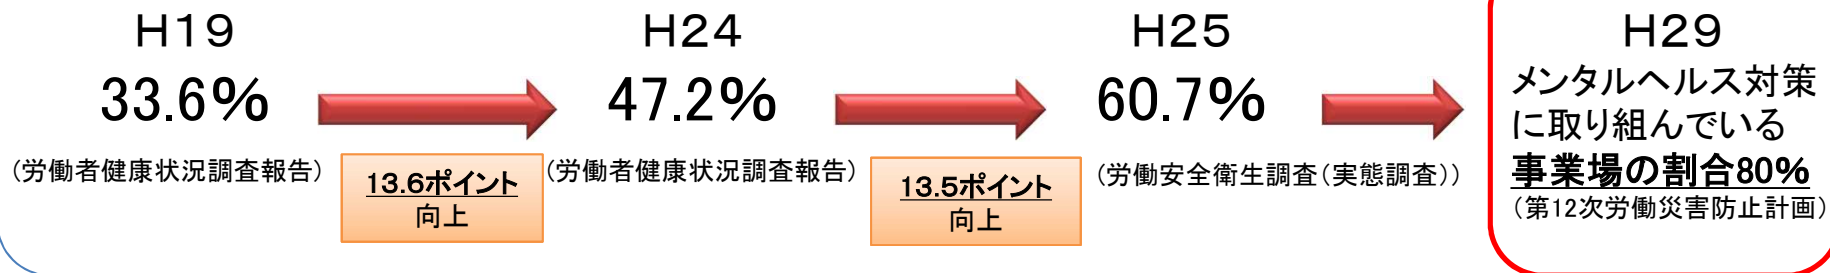 H19
33.6%
(労働者健康状況調査報告)
13.6ポイント
向上
H24
47.2%
(労働者健康状況調査報告)
13.5ポイント
向上
H25
60.7%
(労働安全衛生調査(実態調査))
H29
メンタルヘルス対策
に取り組んでいる
事業場の割合80%
(第12次労働災害防止計画)